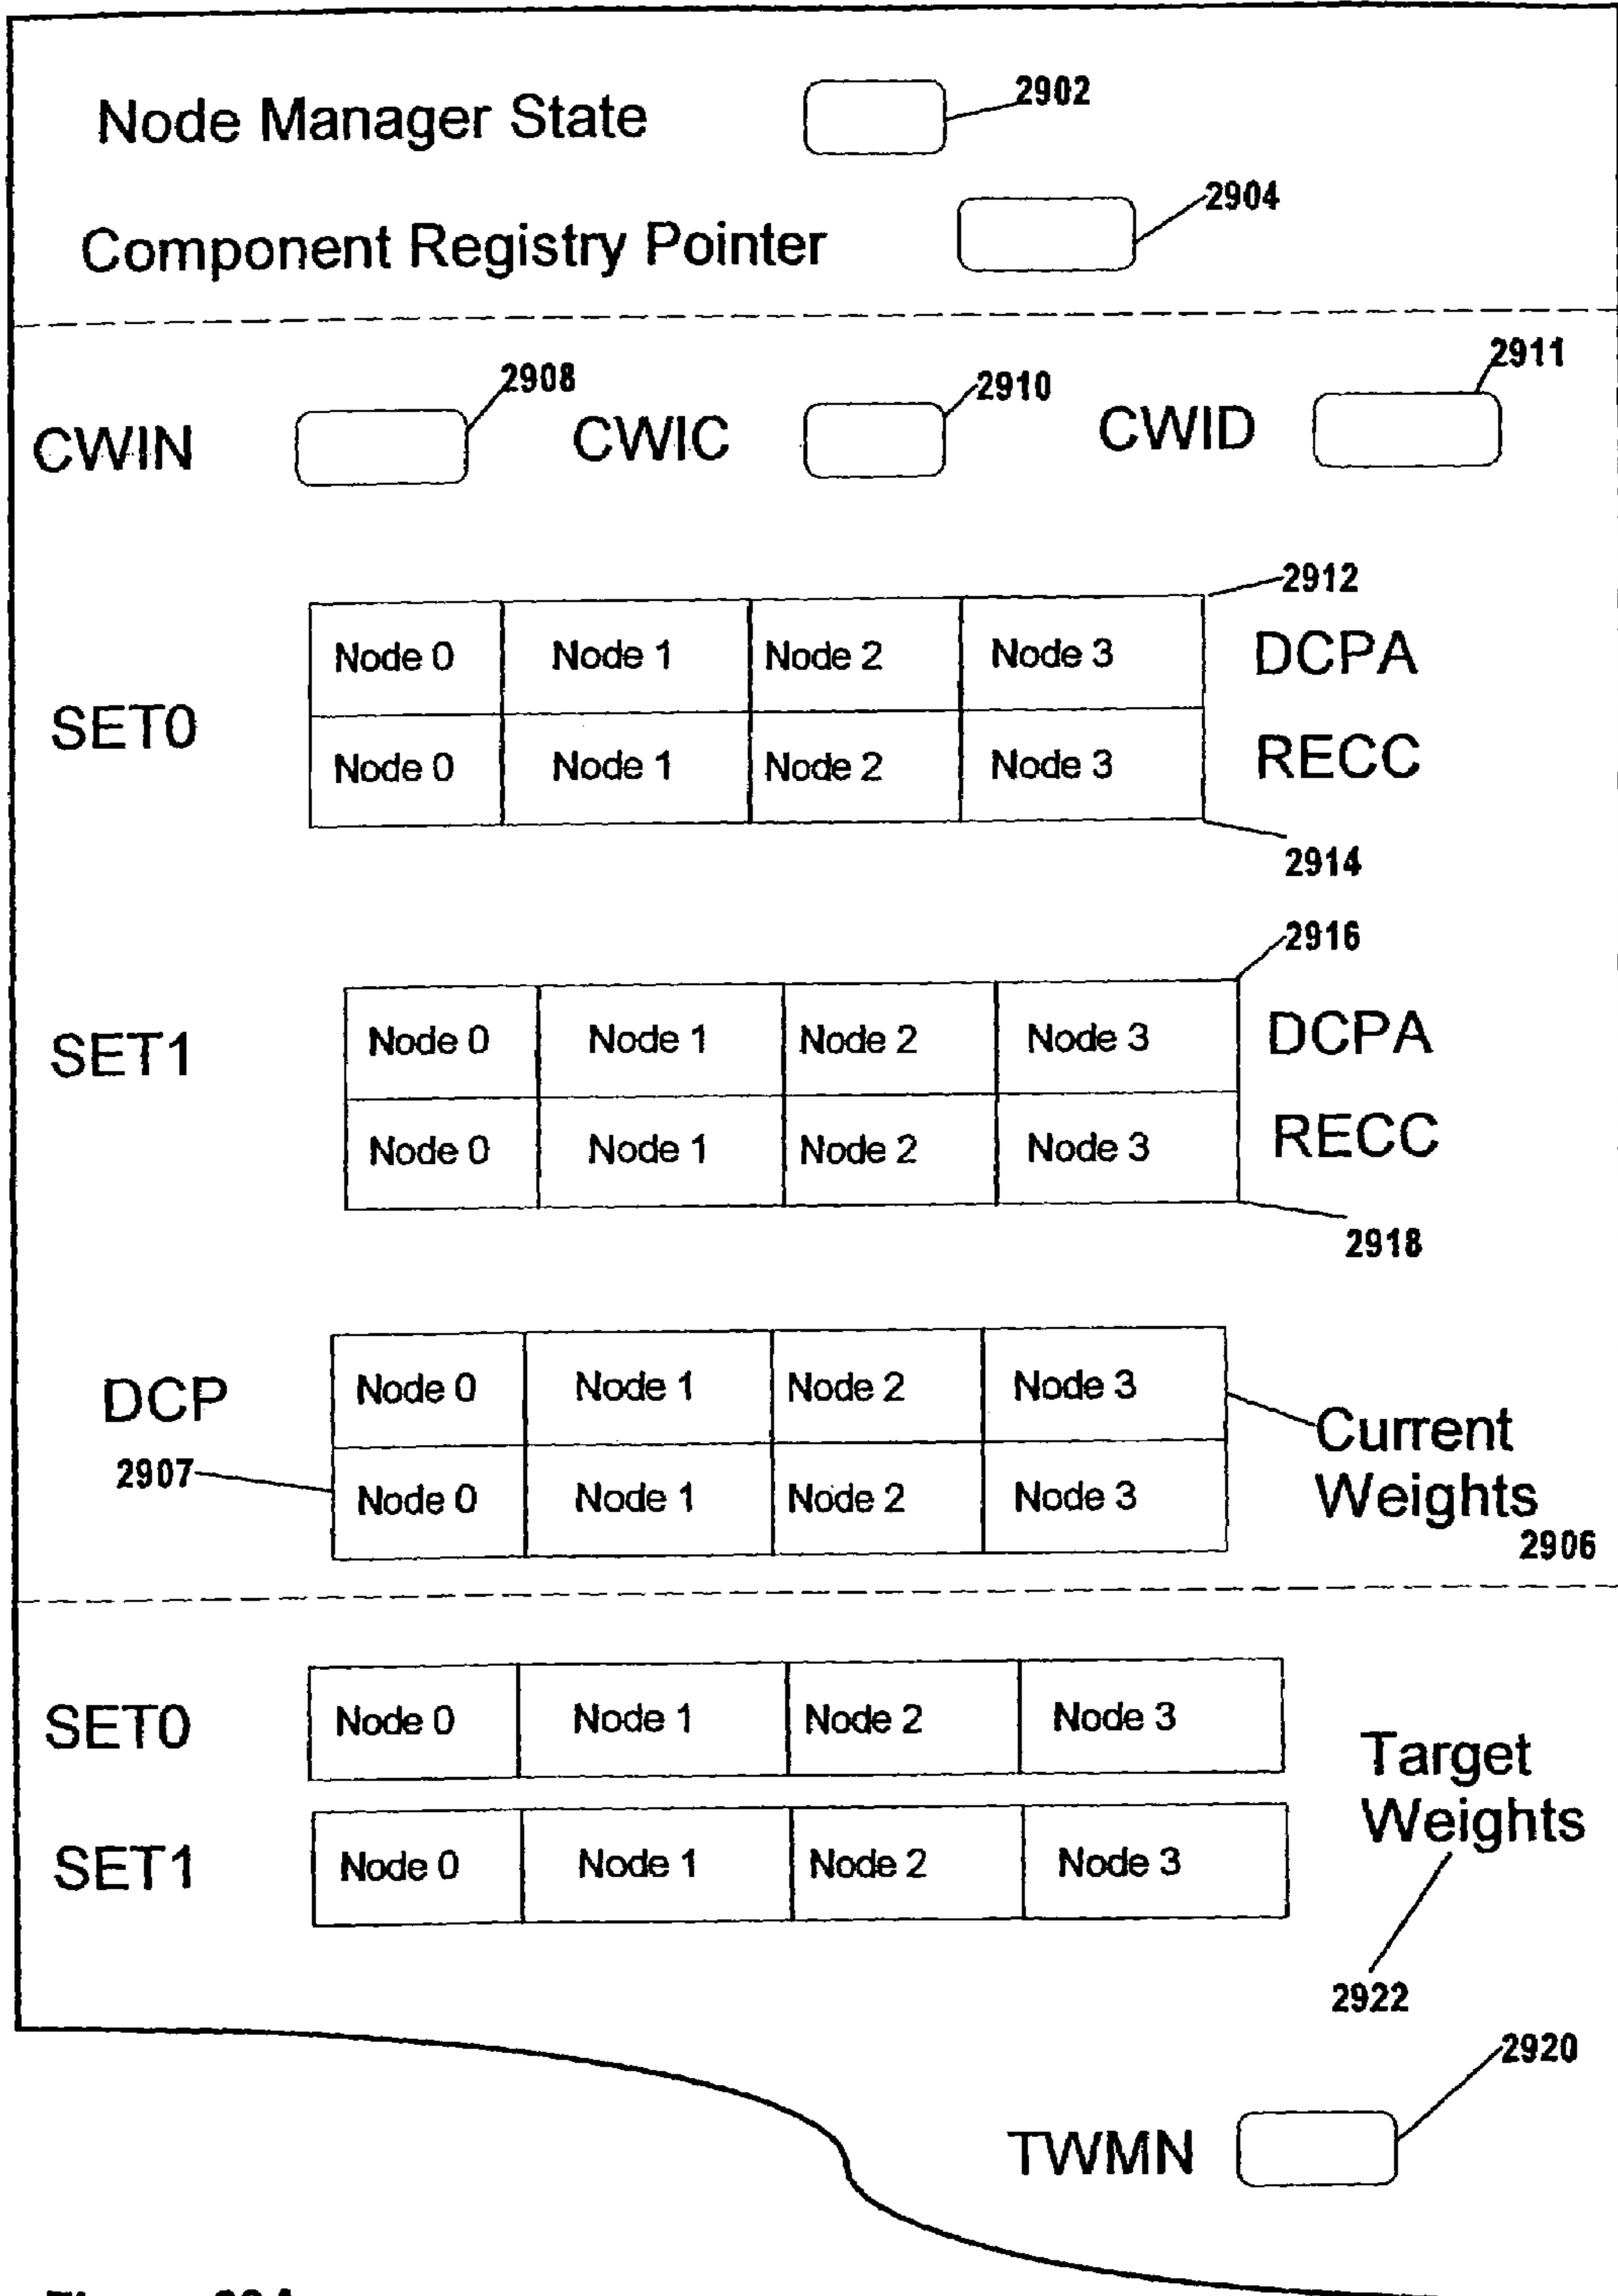 Node Manager State 2902
Component Registry Pointer 2904
CWIN 2908 CWIC 2910 CWID 2911
2912
Node 0 Node 1 Node 2 Node 3 DCPA
SET0
Node 0 Node 1 Node 2 Node 3 RECC
2914
2916
Node 0 Node 1 Node 2 Node 3 DCPA
SET1
Node 0 Node 1 Node 2 Node 3 RECC
2918
DCP Node 0 Node 1 Node 2 Node 3
Current
2907 Node 0 Node 1 Node 2 Node 3
Weights
2906
SET0 Node 0 Node 1 Node 2 Node 3
Target
Weights
SET1 Node 0 Node 1 Node 2 Node 3
2922
2920
TWMN